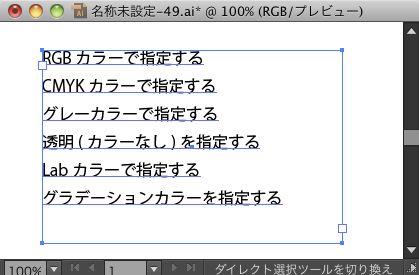 名称未設定-49.ai* @ 100% (RGB/プレビュー)
RGB カラーで指定する
CMYK カラーで指定する
グレーカラーで指定する
透明 ( カラーなし ) を指定する
Lab カラーで指定する
グラデーションカラーを指定する
100% 1 ダイレクト選択ツールを切り換え